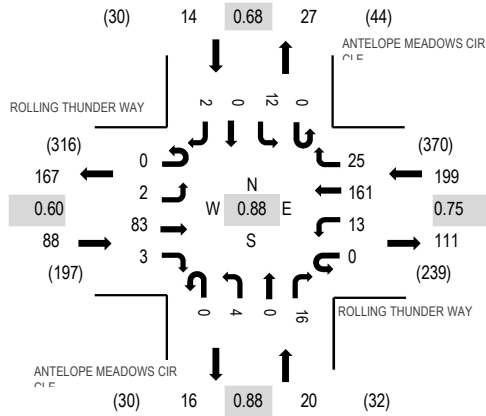 (30) 14 0.68 27 (44)
ANTELOPE MEADOWS CIR
CLE
ROLLING THUNDER WAY
2 0 12 0
(316) (370)
167 0 25 199
2 N 161
0.60 83 W 0.88 E 13 0.75
88 3 S 0 111
(197) (239)
0 4 0 16
ROLLING THUNDER WAY
ANTELOPE MEADOWS CIR
CLE
(30) 16 0.88 20 (32)